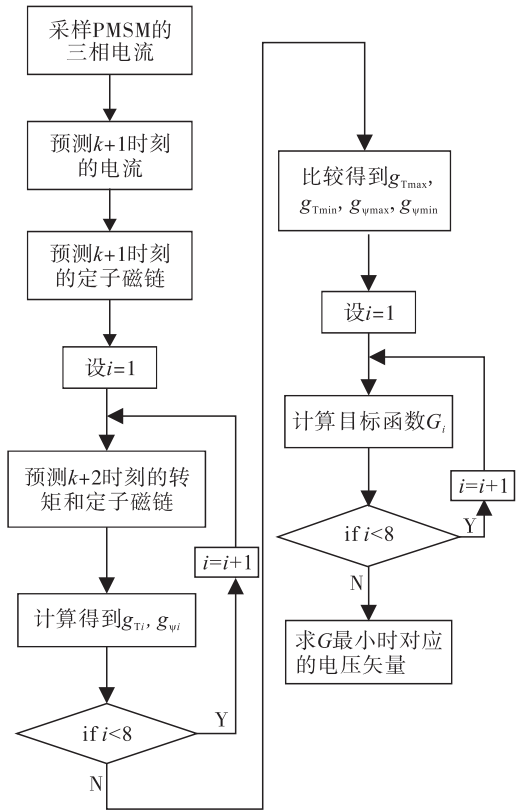 采样PMSM的
三相电流
预测k+1时刻
的电流
预测k+1时刻
的定子磁链
设i=1
预测k+2时刻的转
矩和定子磁链
i=i+1
计算得到gTi, gψi
if i<8
Y
N
比较得到gTmax,
gTmin, gψmax, gψmin
设i=1
计算目标函数Gi
i=i+1
if i<8
Y
N
求G最小时对应
的电压矢量